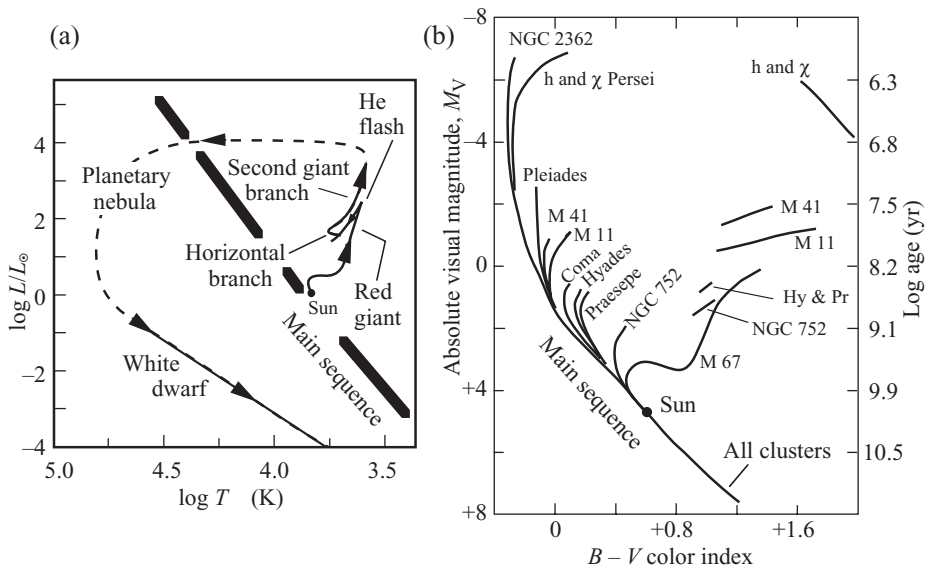 (a)
He
flash
Second giant
branch
Planetary
nebula
Horizontal
branch
Red
giant
Sun
White
dwarf
Main sequence
4
2
0
–2
–4
log L/L⊙
5.0
4.5
4.0
3.5
log T (K)
(b)
NGC 2362
h and χ Persei
h and χ
Pleiades
M 41
M 11
Coma
Hyades
Praesepe
NGC 752
M 41
M 11
Hy & Pr
NGC 752
M 67
Main sequence
Sun
All clusters
–8
–4
0
+4
+8
Absolute visual magnitude, MV
6.3
6.8
7.5
8.2
9.1
9.9
10.5
Log age (yr)
0
+0.8
+1.6
B – V color index